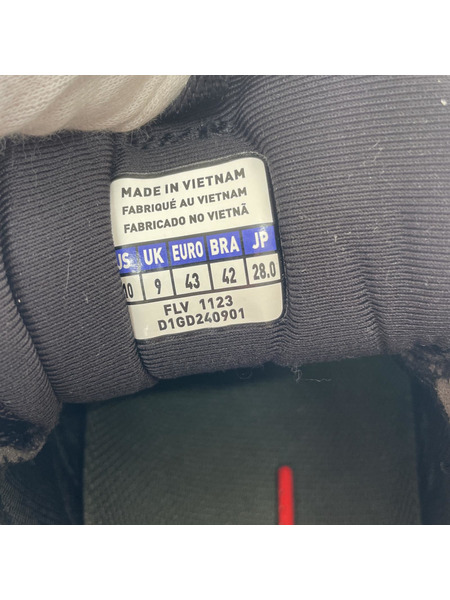 MADE IN VIETNAM
FABRIQUÉ AU VIETNAM
FABRICADO NO VIETNÃ
US UK EURO BRA JP
10 9 43 42 28.0
FLV 1123
D1GD240901